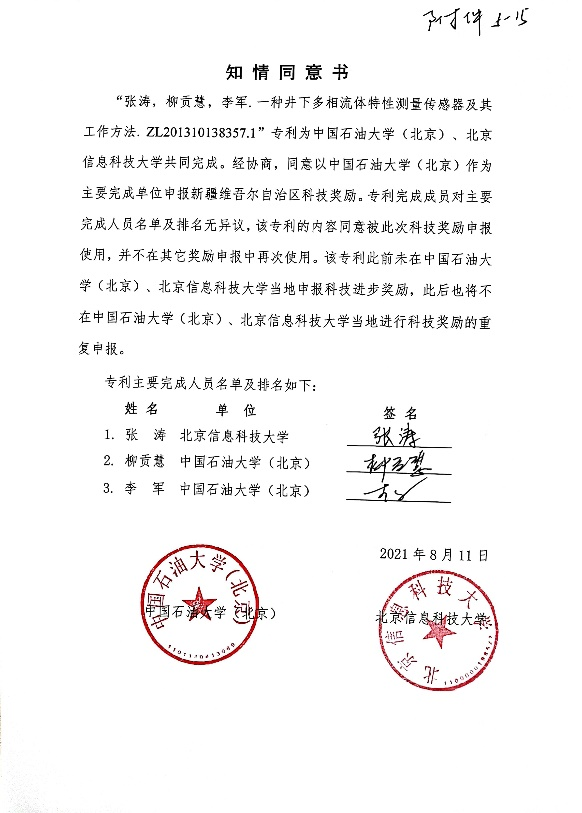 附件 5-15
知情同意书
“张涛，柳贡慧，李军.一种井下多相流体特性测量传感器及其
工作方法. ZL201310138357.1”专利为中国石油大学（北京）、北京
信息科技大学共同完成。经协商，同意以中国石油大学（北京）作为
主要完成单位申报新疆维吾尔自治区科技奖励。专利完成成员对主要
完成人员名单及排名无异议，该专利的内容同意被此次科技奖励申报
使用，并不在其它奖励申报中再次使用。该专利此前未在中国石油大
学（北京）、北京信息科技大学当地申报科技进步奖励，此后也将不
在中国石油大学（北京）、北京信息科技大学当地进行科技奖励的重
复申报。
专利主要完成人员名单及排名如下：
姓 名 单 位 签 名
1. 张 涛 北京信息科技大学 张涛
2. 柳贡慧 中国石油大学（北京） 柳贡慧
3. 李 军 中国石油大学（北京）
2021 年 8 月 11 日
中国石油大学（北京）
北京信息科技大学
中国石油大学(北京)
北京信息科技大学